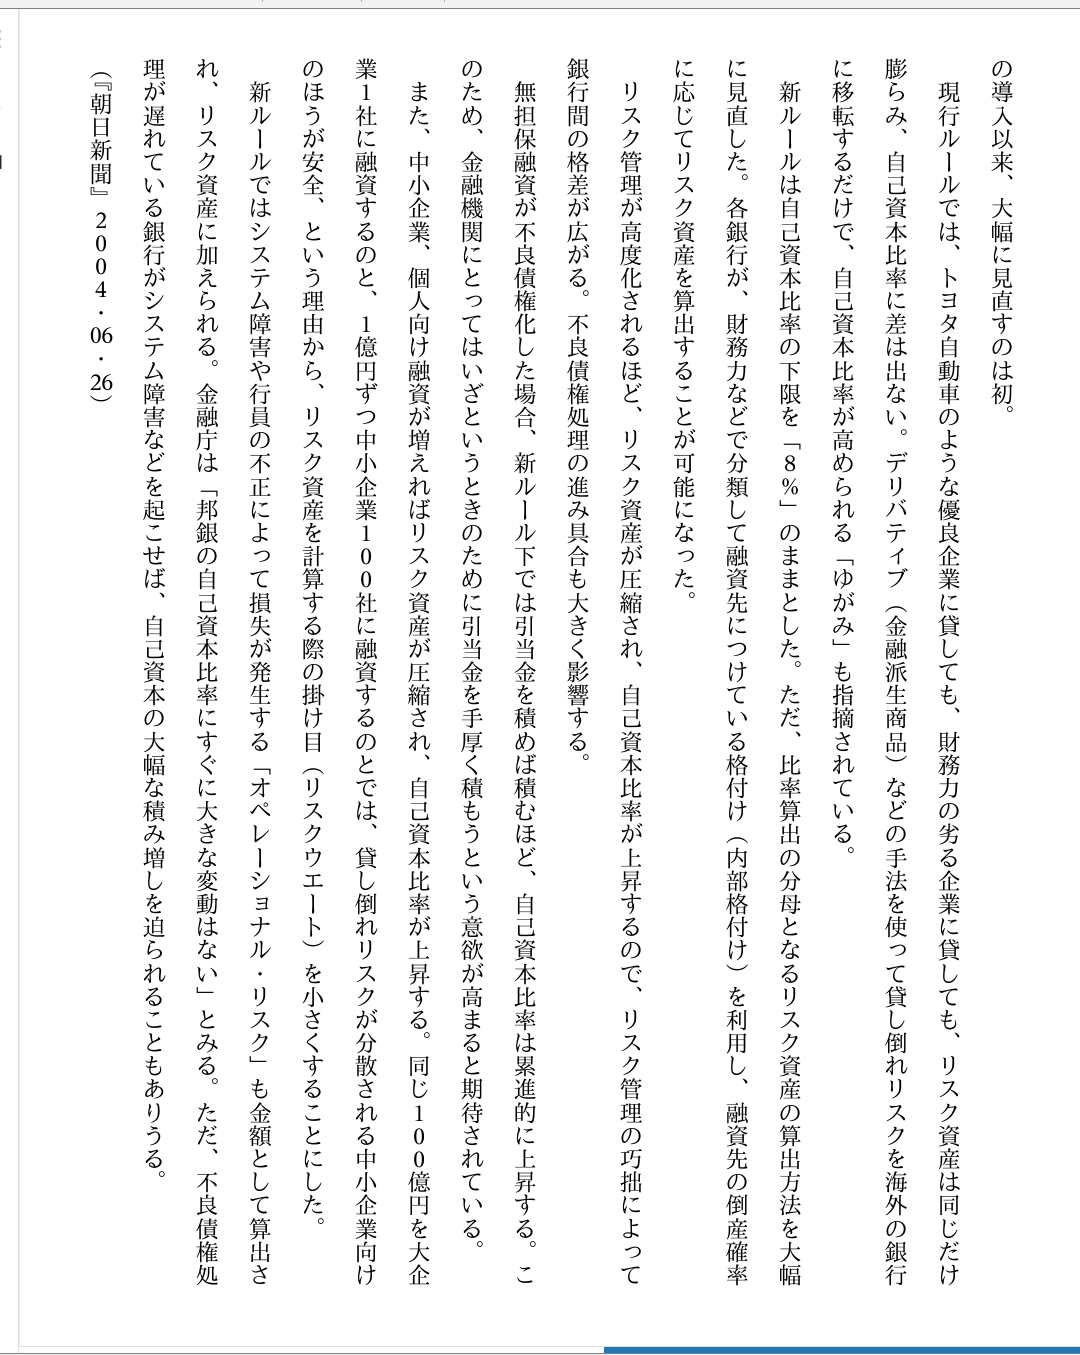 の導入以来、大幅に見直すのは初。
　現行ルールでは、トヨタ自動車のような優良企業に貸しても、財務力の劣る企業に貸しても、リスク資産は同じだけ
膨らみ、自己資本比率に差は出ない。デリバティブ（金融派生商品）などの手法を使って貸し倒れリスクを海外の銀行
に移転するだけで、自己資本比率が高められる「ゆがみ」も指摘されている。
　新ルールは自己資本比率の下限を「8％」のままとした。ただ、比率算出の分母となるリスク資産の算出方法を大幅
に見直した。各銀行が、財務力などで分類して融資先につけている格付け（内部格付け）を利用し、融資先の倒産確率
に応じてリスク資産を算出することが可能になった。
　リスク管理が高度化されるほど、リスク資産が圧縮され、自己資本比率が上昇するので、リスク管理の巧拙によって
銀行間の格差が広がる。不良債権処理の進み具合も大きく影響する。
　無担保融資が不良債権化した場合、新ルール下では引当金を積めば積むほど、自己資本比率は累進的に上昇する。こ
のため、金融機関にとってはいざというときのために引当金を手厚く積もうという意欲が高まると期待されている。
　また、中小企業、個人向け融資が増えればリスク資産が圧縮され、自己資本比率が上昇する。同じ100億円を大企
業1社に融資するのと、1億円ずつ中小企業100社に融資するのとでは、貸し倒れリスクが分散される中小企業向け
のほうが安全、という理由から、リスク資産を計算する際の掛け目（リスクウエート）を小さくすることにした。
　新ルールではシステム障害や行員の不正によって損失が発生する「オペレーショナル・リスク」も金額として算出さ
れ、リスク資産に加えられる。金融庁は「邦銀の自己資本比率にすぐに大きな変動はない」とみる。ただ、不良債権処
理が遅れている銀行がシステム障害などを起こせば、自己資本の大幅な積み増しを迫られることもありうる。
（『朝日新聞』2004・06・26）